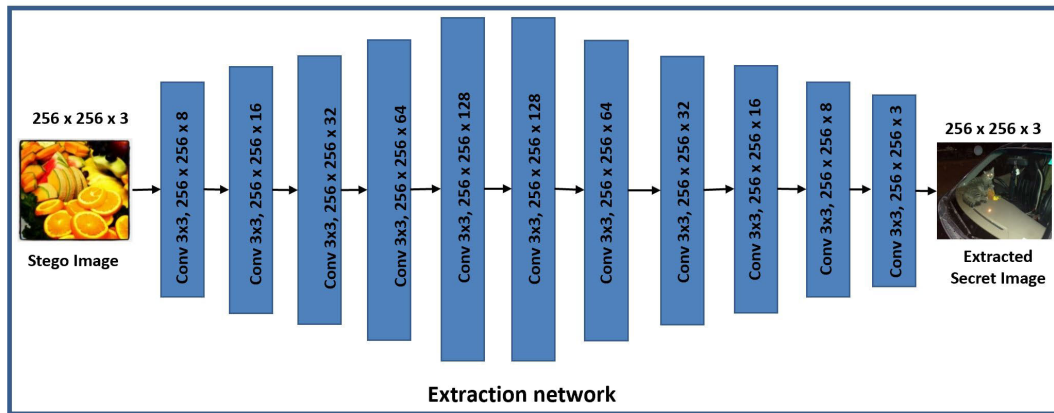 256 x 256 x 3
Stego Image
Conv 3x3, 256 x 256 x 8
Conv 3x3, 256 x 256 x 16
Conv 3x3, 256 x 256 x 32
Conv 3x3, 256 x 256 x 64
Conv 3x3, 256 x 256 x 128
Conv 3x3, 256 x 256 x 128
Conv 3x3, 256 x 256 x 64
Conv 3x3, 256 x 256 x 32
Conv 3x3, 256 x 256 x 16
Conv 3x3, 256 x 256 x 8
Conv 3x3, 256 x 256 x 3
256 x 256 x 3
Extracted
Secret Image
Extraction network